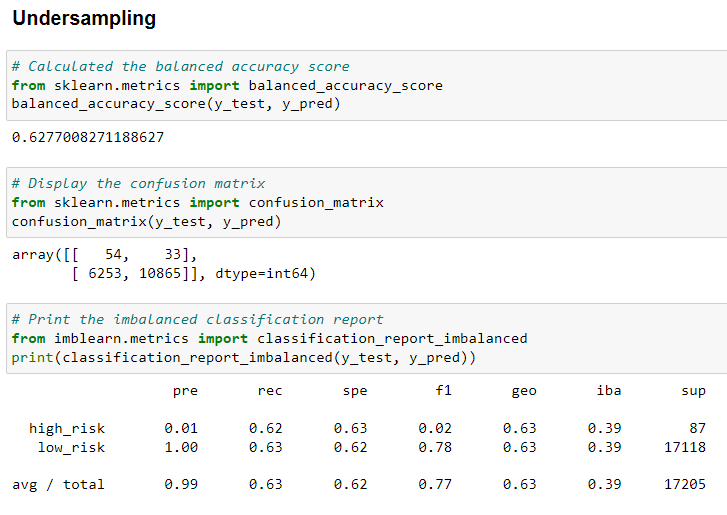 Undersampling
# Calculated the balanced accuracy score
from sklearn.metrics import balanced_accuracy_score
balanced_accuracy_score(y_test, y_pred)
0.6277008271188627
# Display the confusion matrix
from sklearn.metrics import confusion_matrix
confusion_matrix(y_test, y_pred)
array([[   54,    33],
       [ 6253, 10865]], dtype=int64)
# Print the imbalanced classification report
from imblearn.metrics import classification_report_imbalanced
print(classification_report_imbalanced(y_test, y_pred))
                   pre       rec       spe        f1       geo       iba       sup
  high_risk       0.01      0.62      0.63      0.02      0.63      0.39        87
   low_risk       1.00      0.63      0.62      0.78      0.63      0.39     17118
avg / total       0.99      0.63      0.62      0.77      0.63      0.39     17205